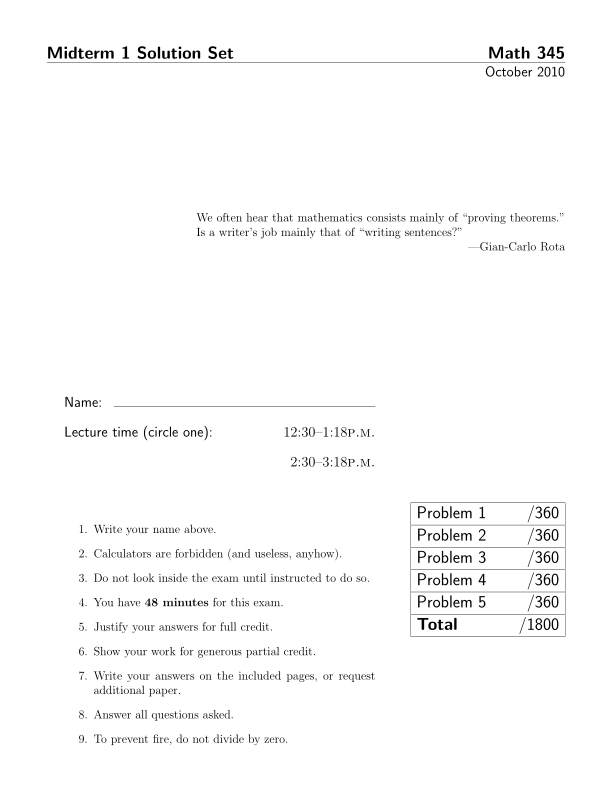 Midterm 1 Solution Set
Math 345
October 2010
We often hear that mathematics consists mainly of “proving theorems.”
Is a writer's job mainly that of “writing sentences?”
—Gian-Carlo Rota
Name:
Lecture time (circle one): 12:30–1:18P.M.
2:30–3:18P.M.
1. Write your name above.
2. Calculators are forbidden (and useless, anyhow).
3. Do not look inside the exam until instructed to do so.
4. You have 48 minutes for this exam.
5. Justify your answers for full credit.
6. Show your work for generous partial credit.
7. Write your answers on the included pages, or request
additional paper.
8. Answer all questions asked.
9. To prevent fire, do not divide by zero.
Problem 1 /360
Problem 2 /360
Problem 3 /360
Problem 4 /360
Problem 5 /360
Total /1800